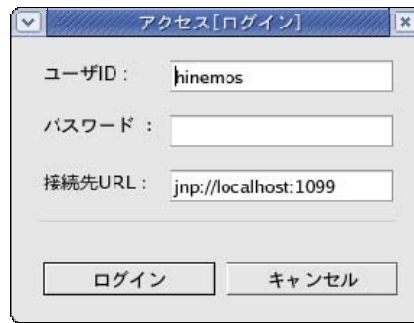 アクセス[ログイン]
ユーザID： hinemos
パスワード ：
接続先URL： jnp://localhost:1099
ログイン キャンセル